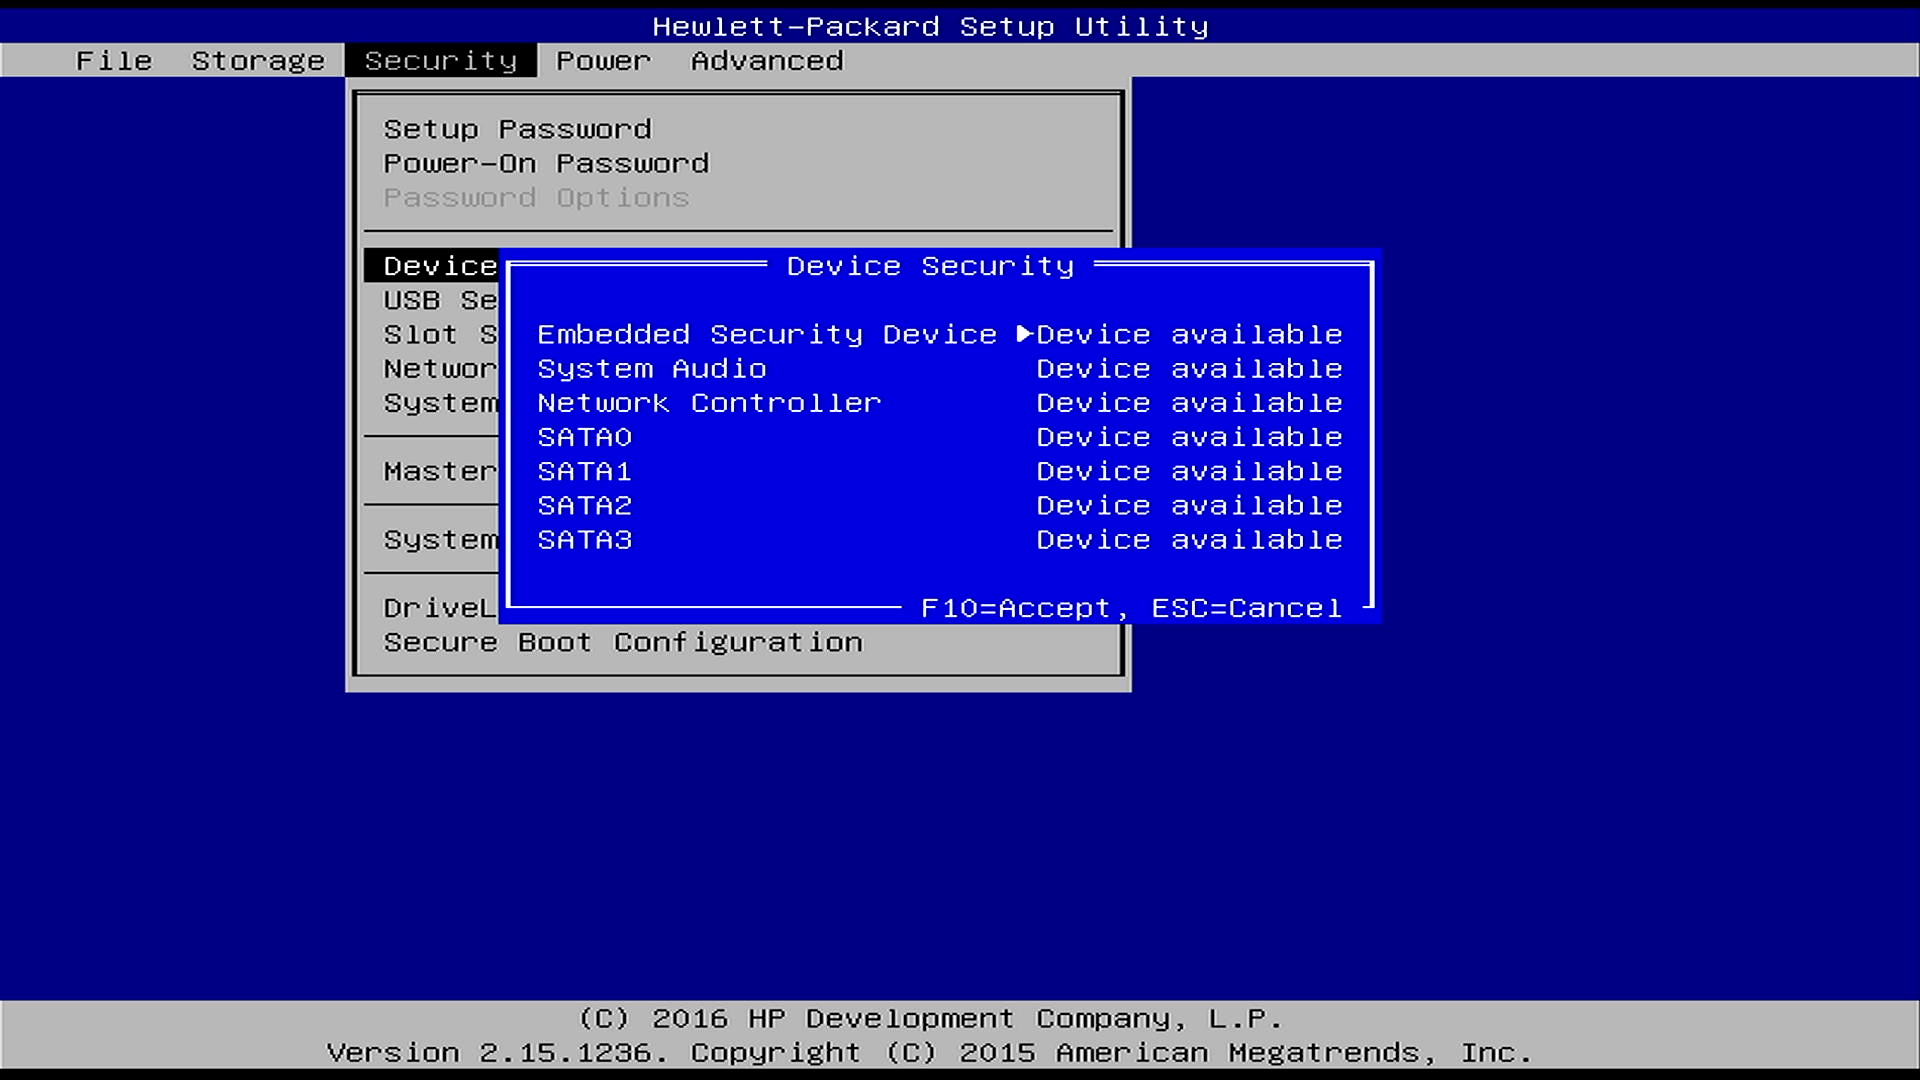 Hewlett-Packard Setup Utility
File Storage Security Power Advanced
Setup Password
Power-On Password
Password Options
Device
USB Se
Slot S
Networ
System
Master
System
DriveL
Secure Boot Configuration
Device Security
Embedded Security Device ▶Device available
System Audio Device available
Network Controller Device available
SATA0 Device available
SATA1 Device available
SATA2 Device available
SATA3 Device available
F10=Accept, ESC=Cancel
(C) 2016 HP Development Company, L.P.
Version 2.15.1236. Copyright (C) 2015 American Megatrends, Inc.